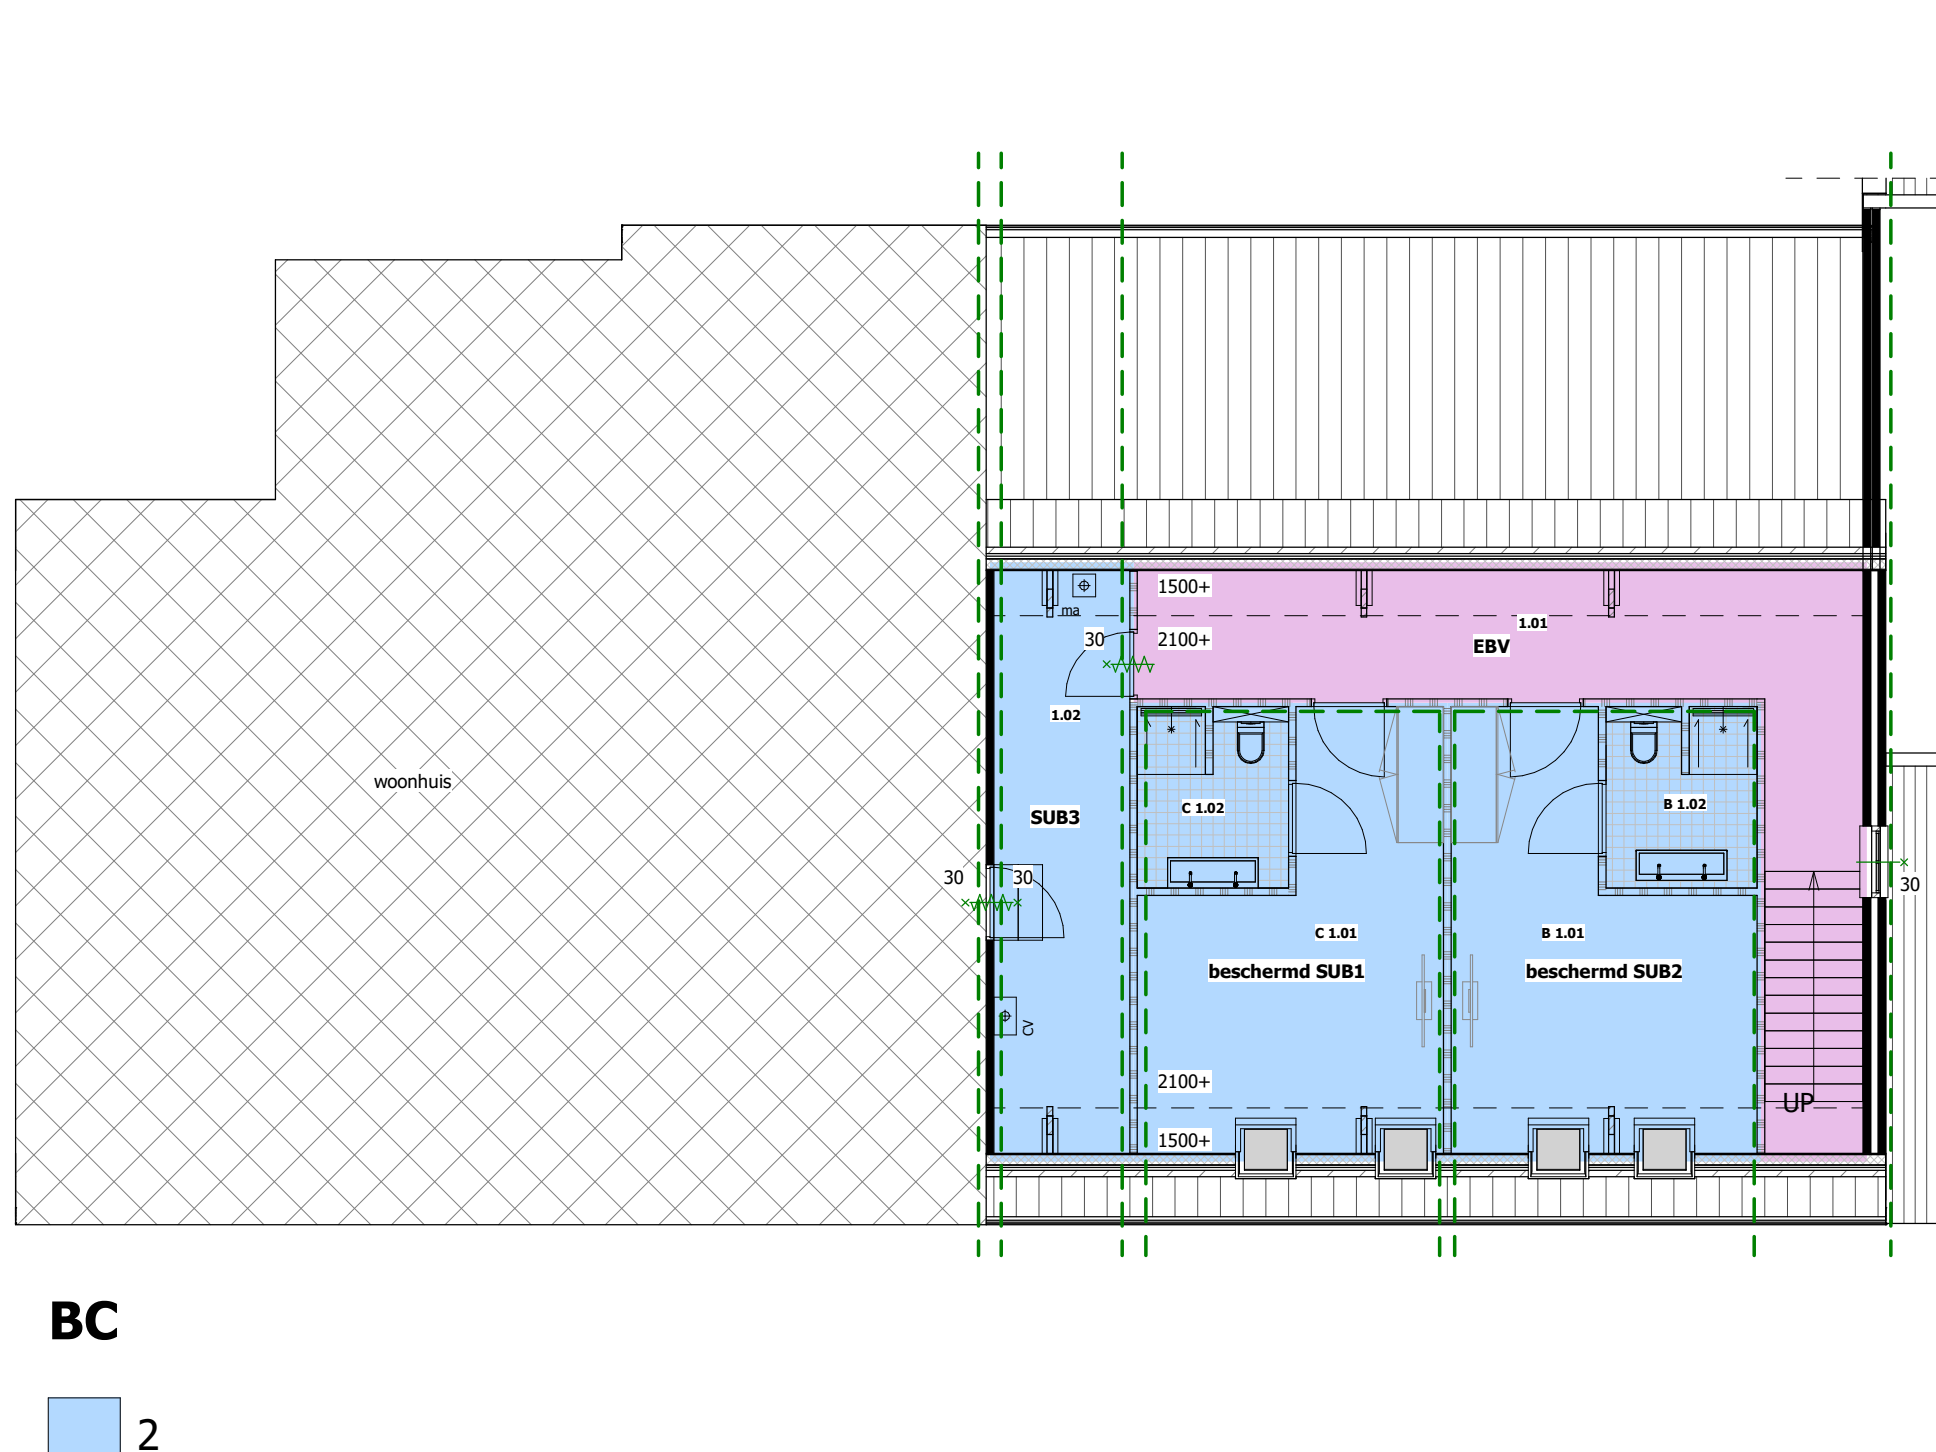 1500+
1.01
ma
30
2100+
EBV
1.02
woonhuis
C 1.02
B 1.02
SUB3
30
30
30
C 1.01
B 1.01
beschermd SUB1
beschermd SUB2
CV
2100+
UP
1500+
BC
2